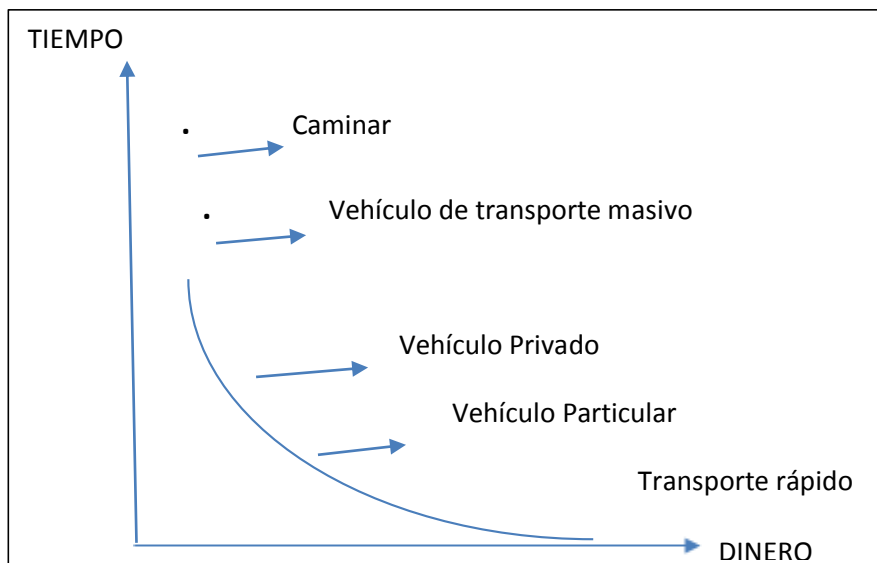 TIEMPO
Caminar
Vehículo de transporte masivo
Vehículo Privado
Vehículo Particular
Transporte rápido
DINERO